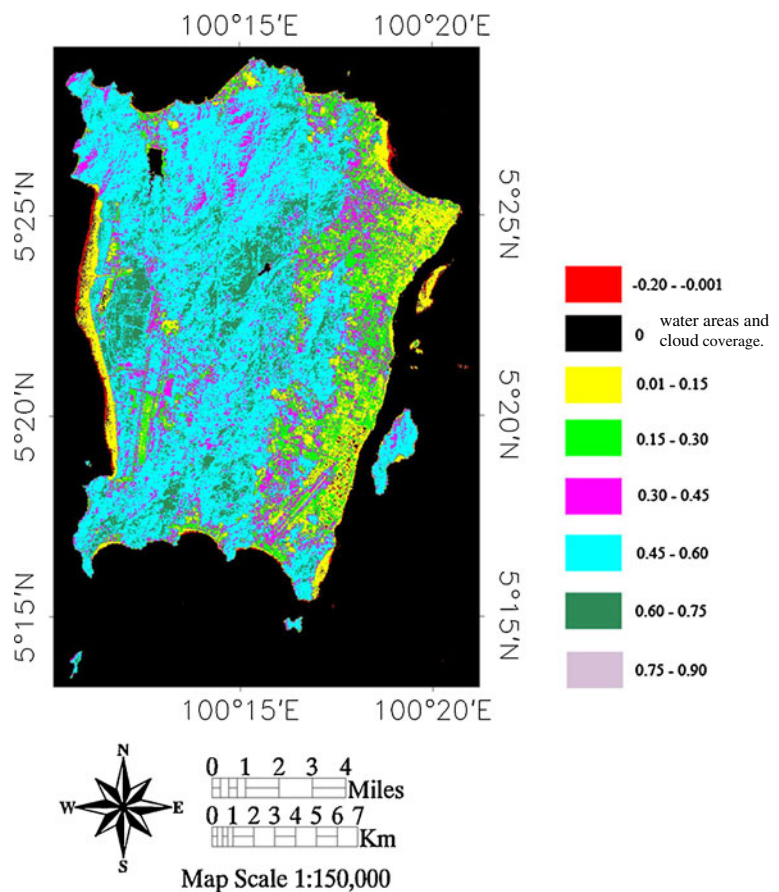 100°15'E 100°20'E
5°25'N
5°20'N
5°15'N
5°25'N
5°20'N
5°15'N
100°15'E 100°20'E
-0.20 - -0.001
0 water areas and
cloud coverage.
0.01 - 0.15
0.15 - 0.30
0.30 - 0.45
0.45 - 0.60
0.60 - 0.75
0.75 - 0.90
N
W E
S
0 1 2 3 4
Miles
0 1 2 3 4 5 6 7
Km
Map Scale 1:150,000